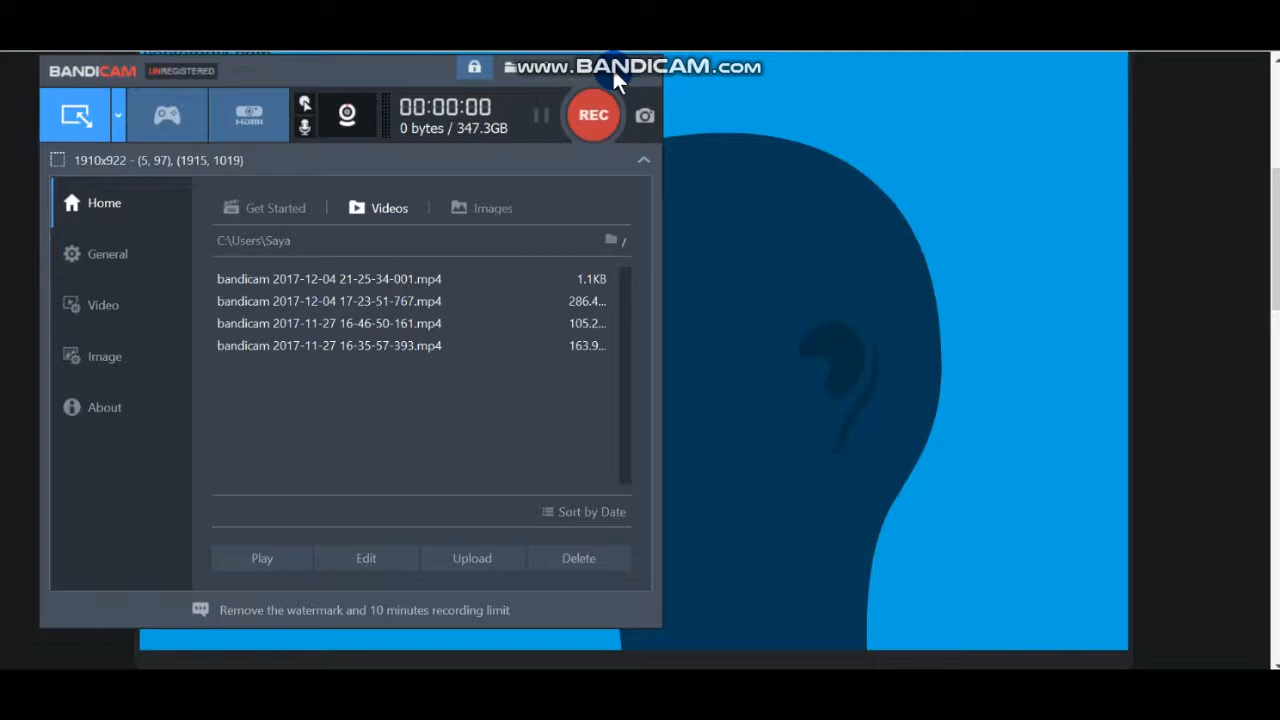 www.BANDICAM.com
BANDICAM UNREGISTERED
HDMI
00:00:00
0 bytes / 347.3GB
REC
1910x922 - (5, 97), (1915, 1019)
Home
General
Video
Image
About
Get Started
Videos
Images
C:\Users\Saya
/
bandicam 2017-12-04 21-25-34-001.mp4 1.1KB
bandicam 2017-12-04 17-23-51-767.mp4 286.4...
bandicam 2017-11-27 16-46-50-161.mp4 105.2...
bandicam 2017-11-27 16-35-57-393.mp4 163.9...
Sort by Date
Play
Edit
Upload
Delete
Remove the watermark and 10 minutes recording limit